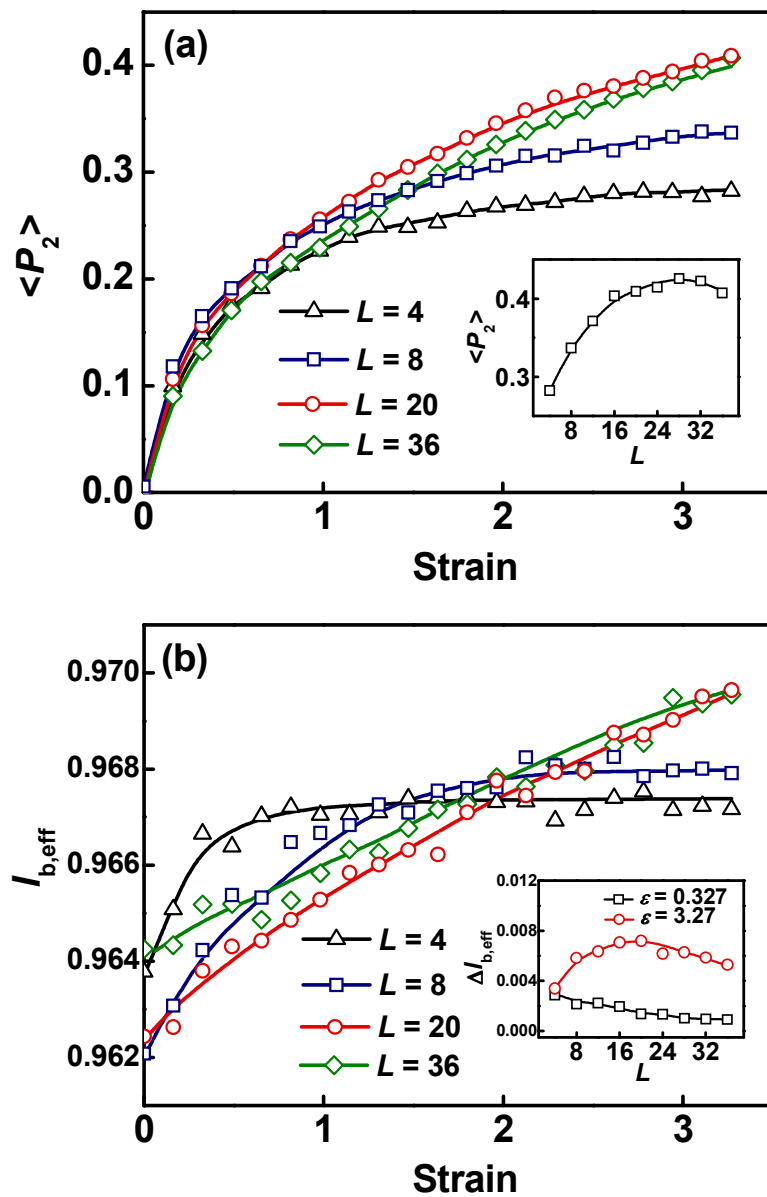 (a)
0.4
0.3
0.2
0.1
0.0
<P2>
L = 4
L = 8
L = 20
L = 36
0.4
0.3
<P2>
8 16 24 32
L
0 1 2 3
Strain
(b)
0.970
0.968
0.966
0.964
0.962
Ib,eff
L = 4
L = 8
L = 20
L = 36
0.012
0.008
0.004
0.000
ΔIb,eff
ε = 0.327
ε = 3.27
8 16 24 32
L
0 1 2 3
Strain